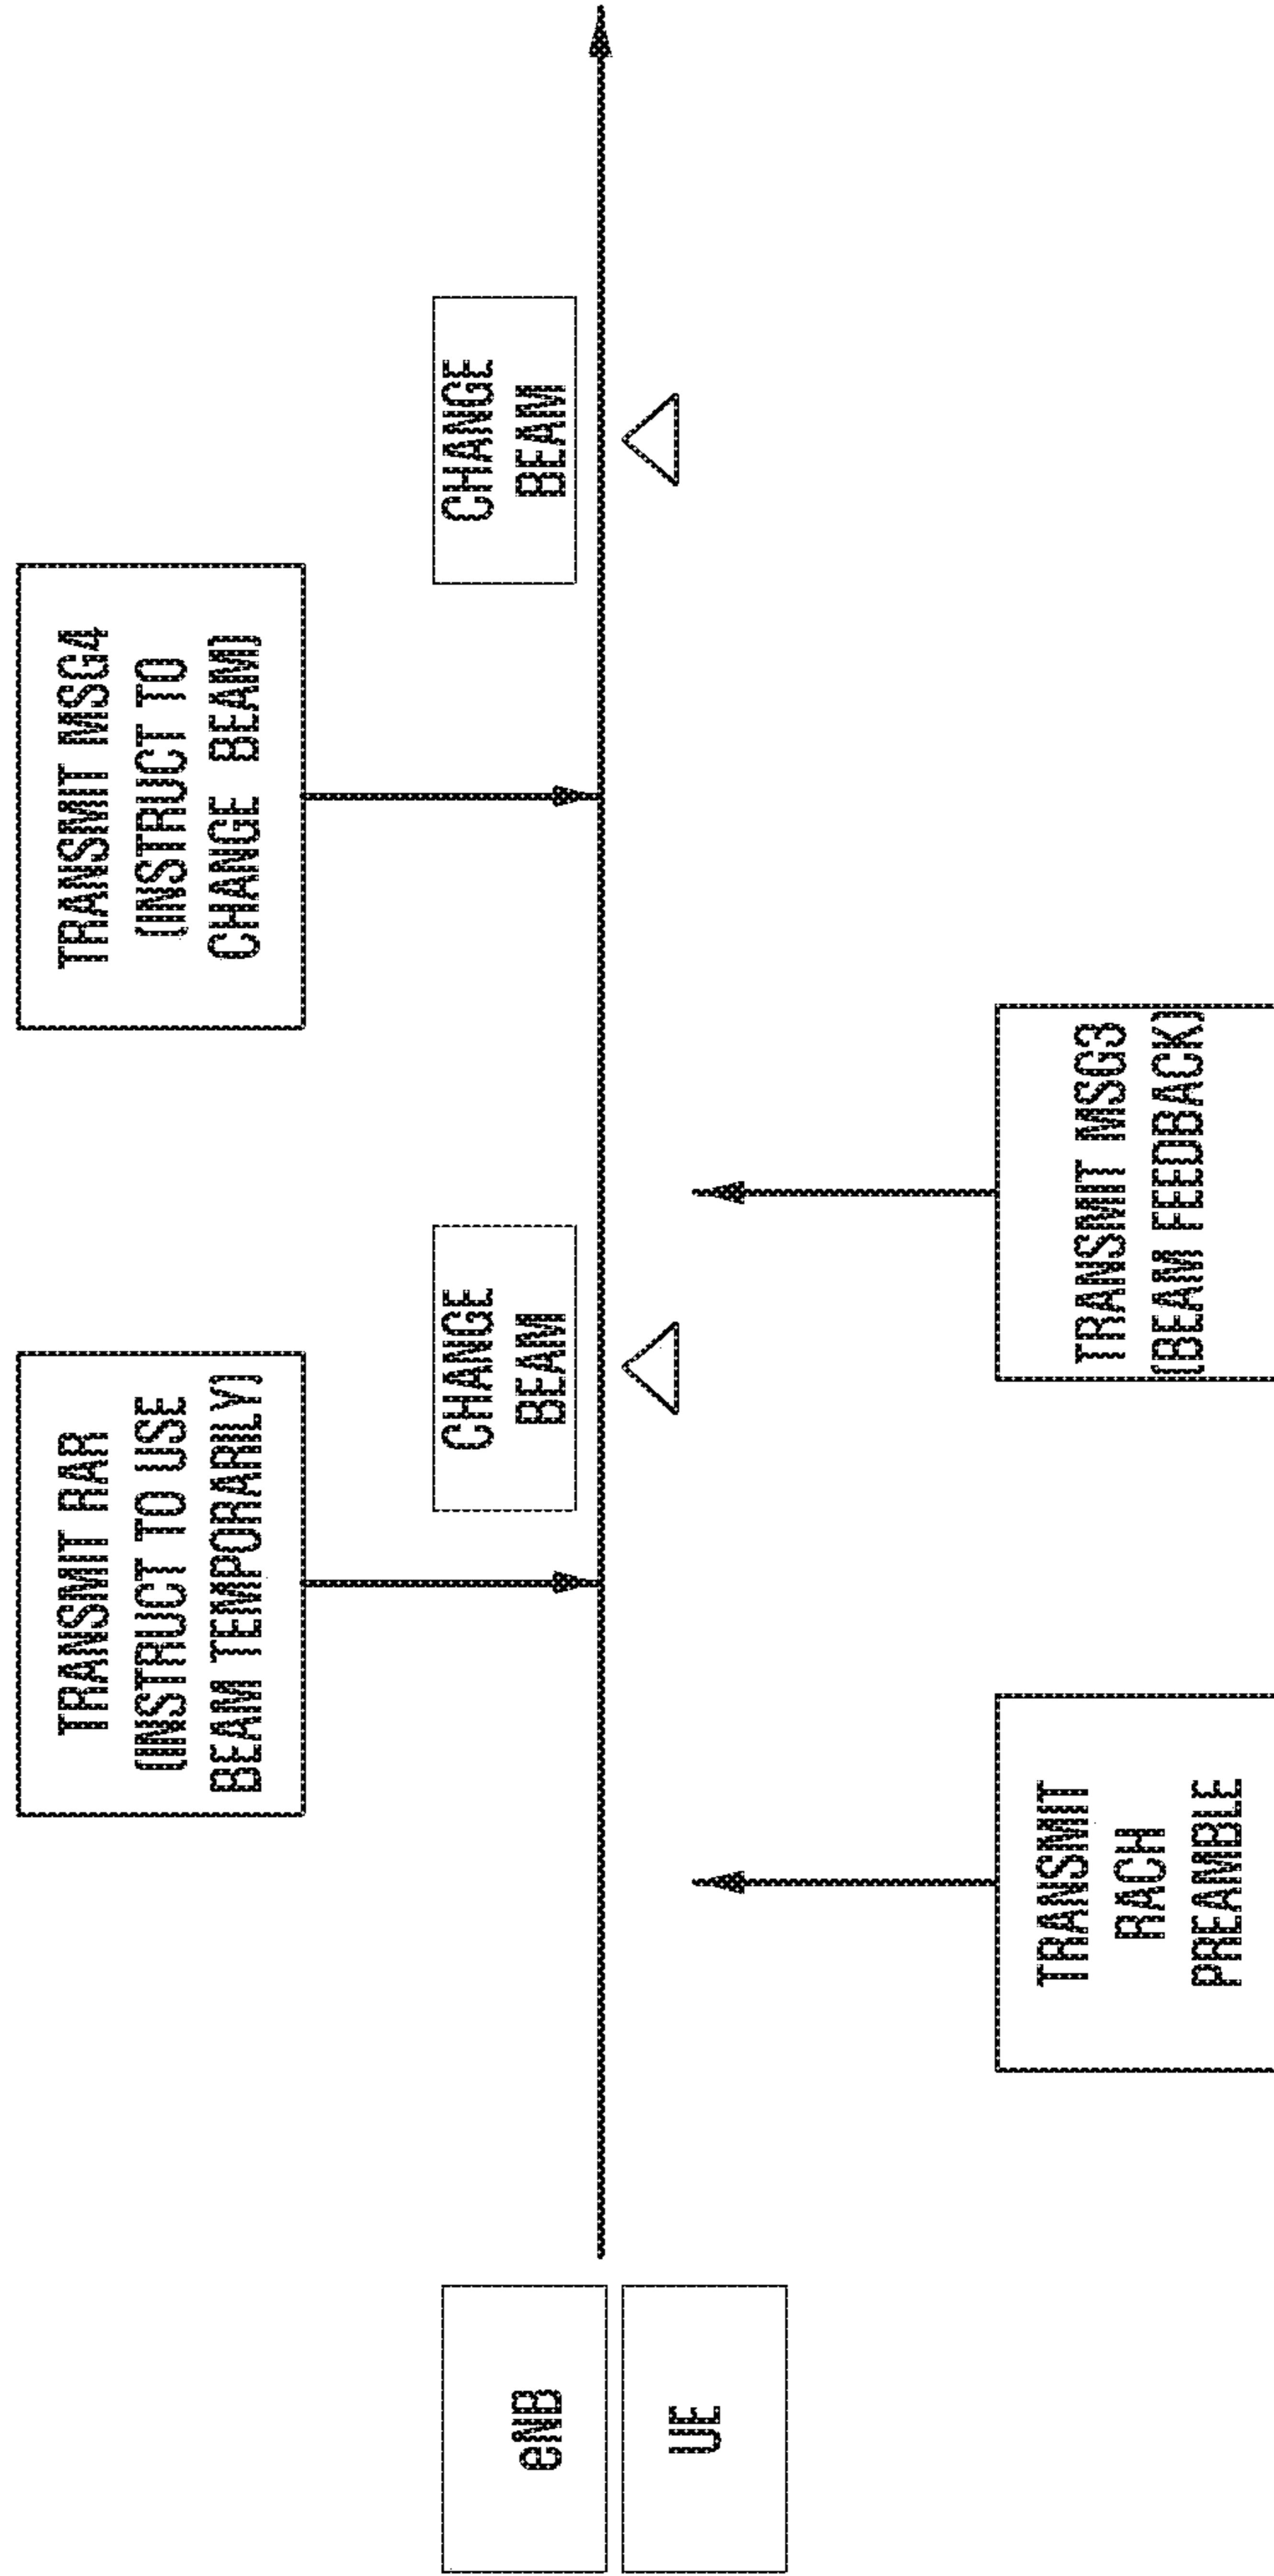 TRANSMIT RAR
(INSTRUCT TO USE
BEAM TEMPORARILY)
TRANSMIT MSG4
(INSTRUCT TO
CHANGE BEAM)
eNB
CHANGE
BEAM
CHANGE
BEAM
UE
TRANSMIT
RACH
PREAMBLE
TRANSMIT MSG3
(BEAM FEEDBACK)